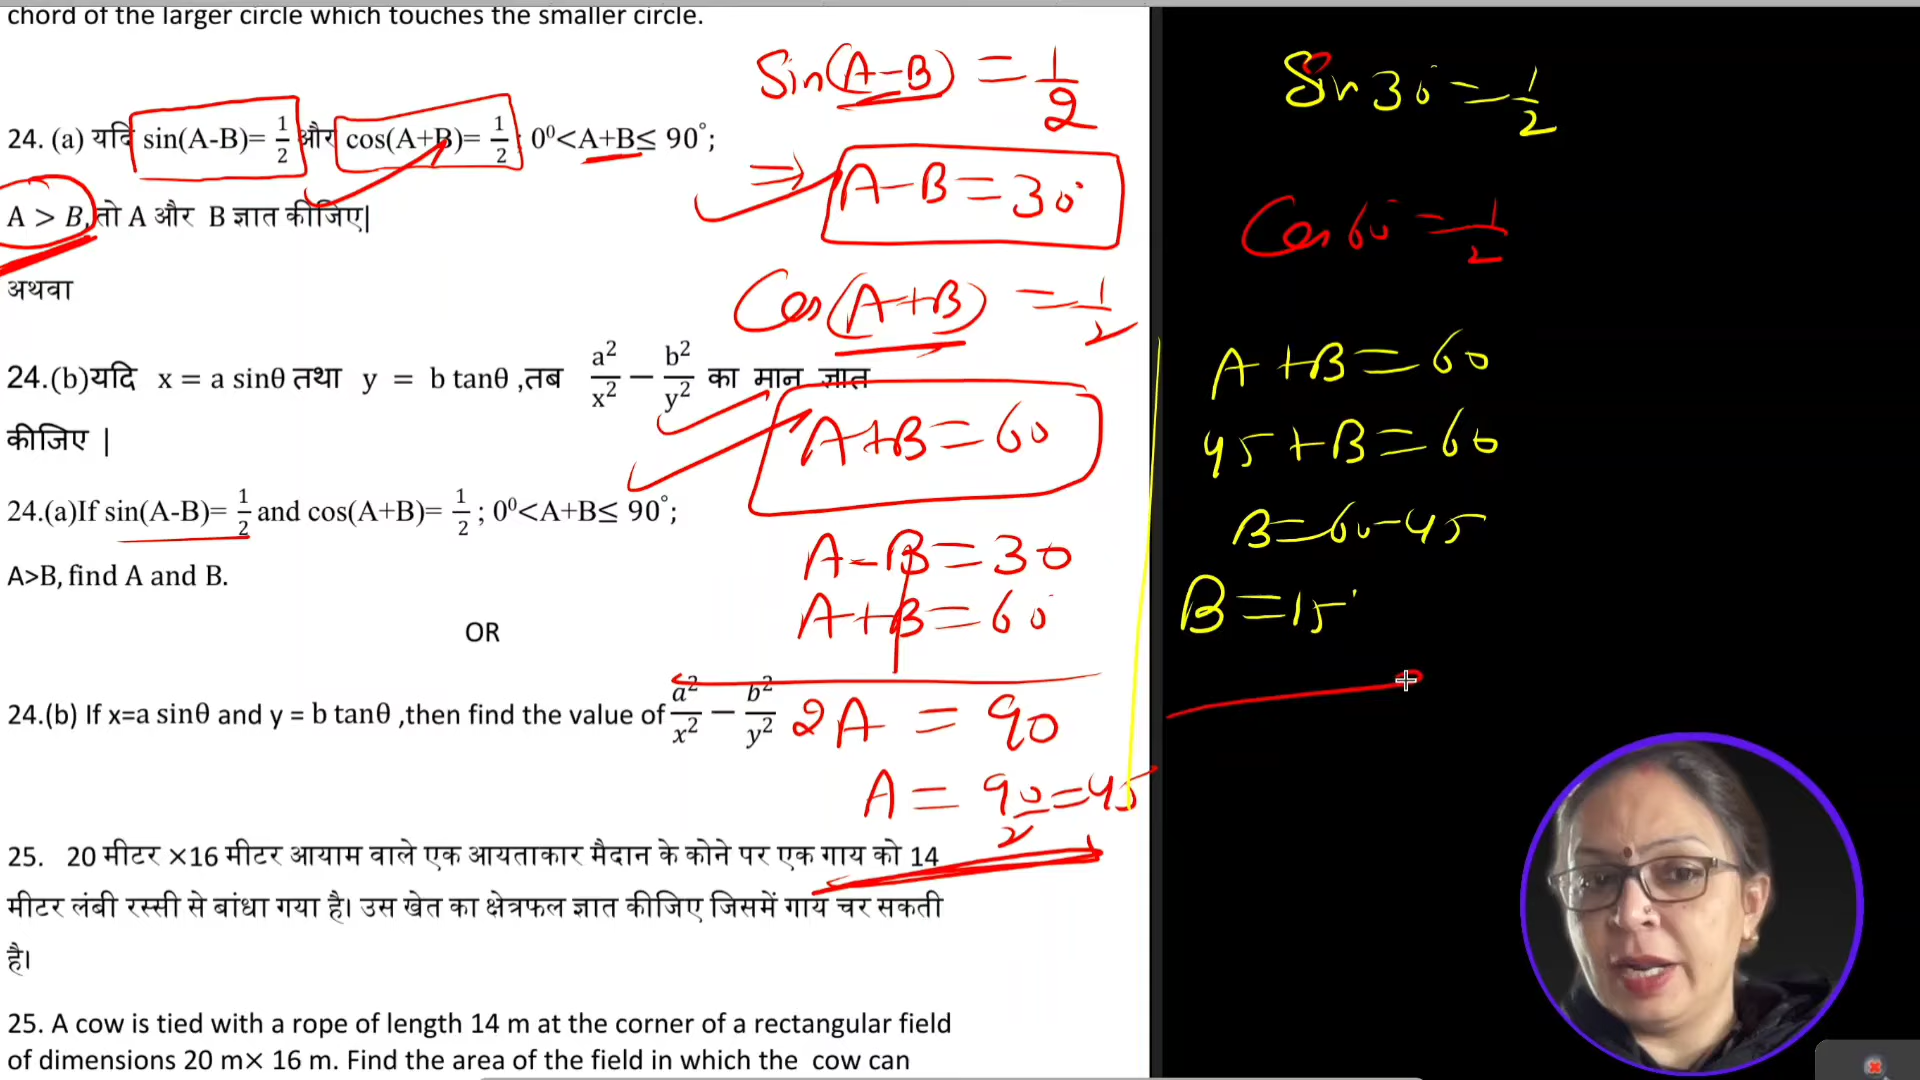 chord of the larger circle which touches the smaller circle.
24. (a) यदि sin(A-B)= 1/2 और cos(A+B)= 1/2 ; 0⁰<A+B≤ 90°;
A > B, तो A और B ज्ञात कीजिए|
अथवा
24.(b)यदि x = a sinθ तथा y = b tanθ ,तब a²/x² − b²/y² का मान ज्ञात
कीजिए |
24.(a)If sin(A-B)= 1/2 and cos(A+B)= 1/2 ; 0⁰<A+B≤ 90°;
A>B, find A and B.
OR
24.(b) If x=a sinθ and y = b tanθ ,then find the value of a²/x² − b²/y²
25. 20 मीटर ×16 मीटर आयाम वाले एक आयताकार मैदान के कोने पर एक गाय को 14
मीटर लंबी रस्सी से बांधा गया है। उस खेत का क्षेत्रफल ज्ञात कीजिए जिसमें गाय चर सकती
है।
25. A cow is tied with a rope of length 14 m at the corner of a rectangular field
of dimensions 20 m× 16 m. Find the area of the field in which the cow can
Sin(A−B) = 1/2
⇒ A−B=30°
Cos(A+B) = 1/2
A+B=60
A−B=30
A+B=60°
2A = 90
A = 90/2 =45
Sin 30°=1/2
Cos 60°=1/2
A+B=60
45+B=60
B=60−45
B=15°